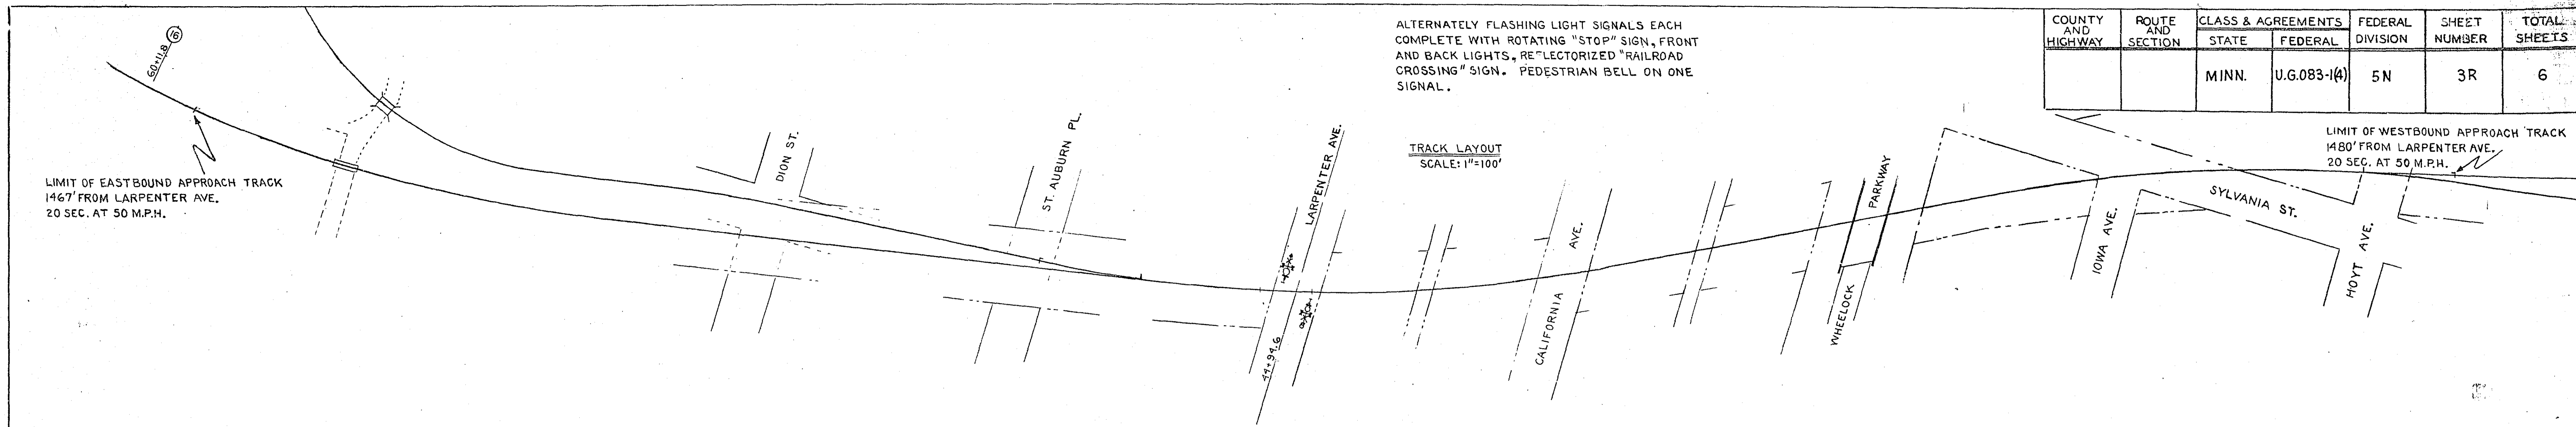 ALTERNATELY FLASHING LIGHT SIGNALS EACH
COMPLETE WITH ROTATING "STOP" SIGN, FRONT
AND BACK LIGHTS, REFLECTORIZED "RAILROAD
CROSSING" SIGN. PEDESTRIAN BELL ON ONE
SIGNAL.
COUNTY AND HIGHWAY
ROUTE AND SECTION
CLASS & AGREEMENTS
STATE
FEDERAL
FEDERAL DIVISION
SHEET NUMBER
TOTAL SHEETS
MINN.
U.G.083-1(4)
5N
3R
6
TRACK LAYOUT
SCALE: 1"=100'
60+11.8
16
LIMIT OF EASTBOUND APPROACH TRACK
1467' FROM LARPENTER AVE.
20 SEC. AT 50 M.P.H.
DION ST.
ST. AUBURN PL.
LARPENTER AVE.
44+94.6
CALIFORNIA AVE.
WHEELOCK PARKWAY
IOWA AVE.
SYLVANIA ST.
HOYT AVE.
LIMIT OF WESTBOUND APPROACH TRACK
1480' FROM LARPENTER AVE.
20 SEC. AT 50 M.P.H.